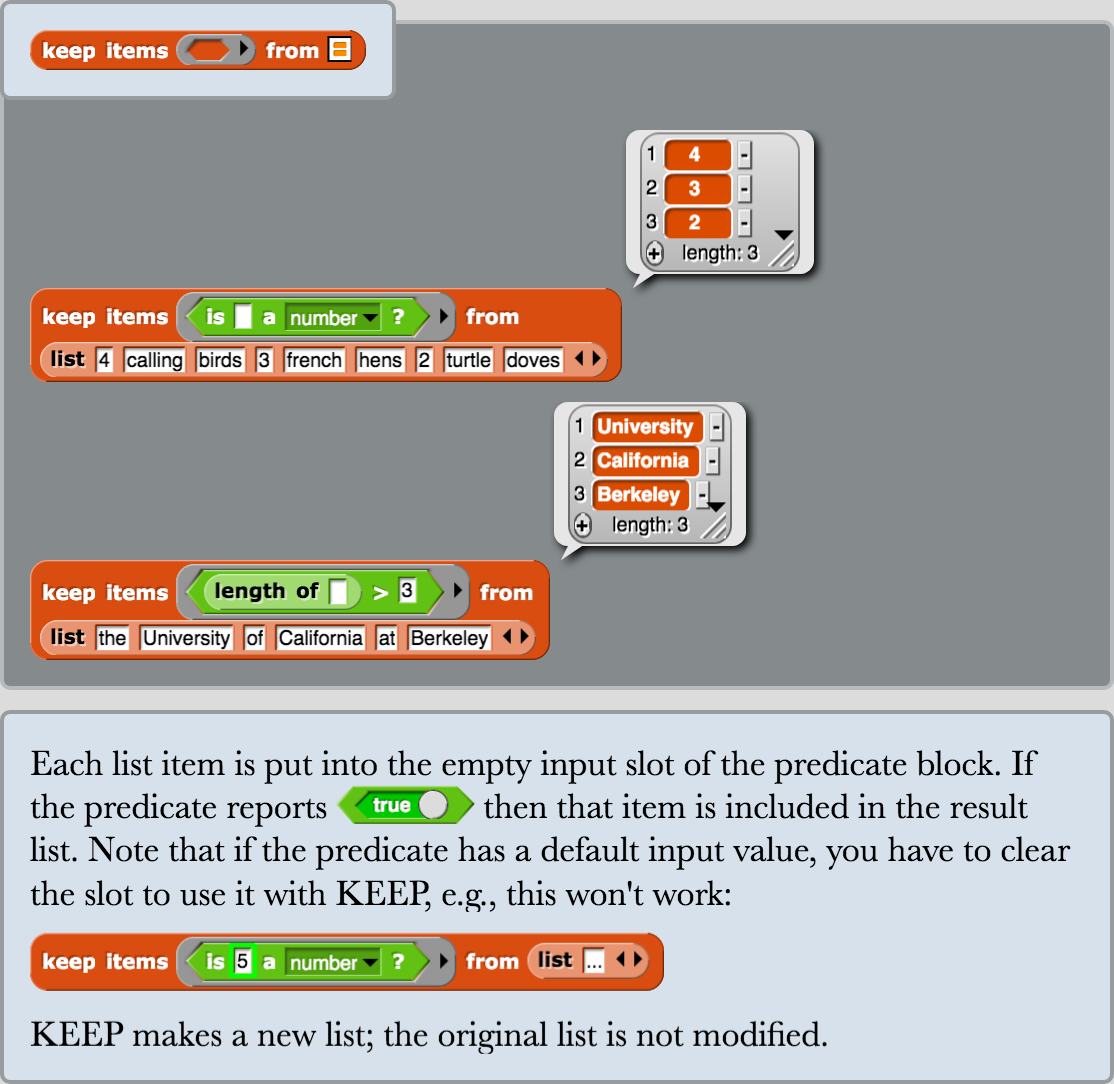 keep items from
1 4 -
2 3 -
3 2 -
+ length: 3
keep items is a number ? from
list 4 calling birds 3 french hens 2 turtle doves
1 University -
2 California -
3 Berkeley -
+ length: 3
keep items length of > 3 from
list the University of California at Berkeley
Each list item is put into the empty input slot of the predicate block. If
the predicate reports true then that item is included in the result
list. Note that if the predicate has a default input value, you have to clear
the slot to use it with KEEP, e.g., this won't work:
keep items is 5 a number ? from list ...
KEEP makes a new list; the original list is not modified.